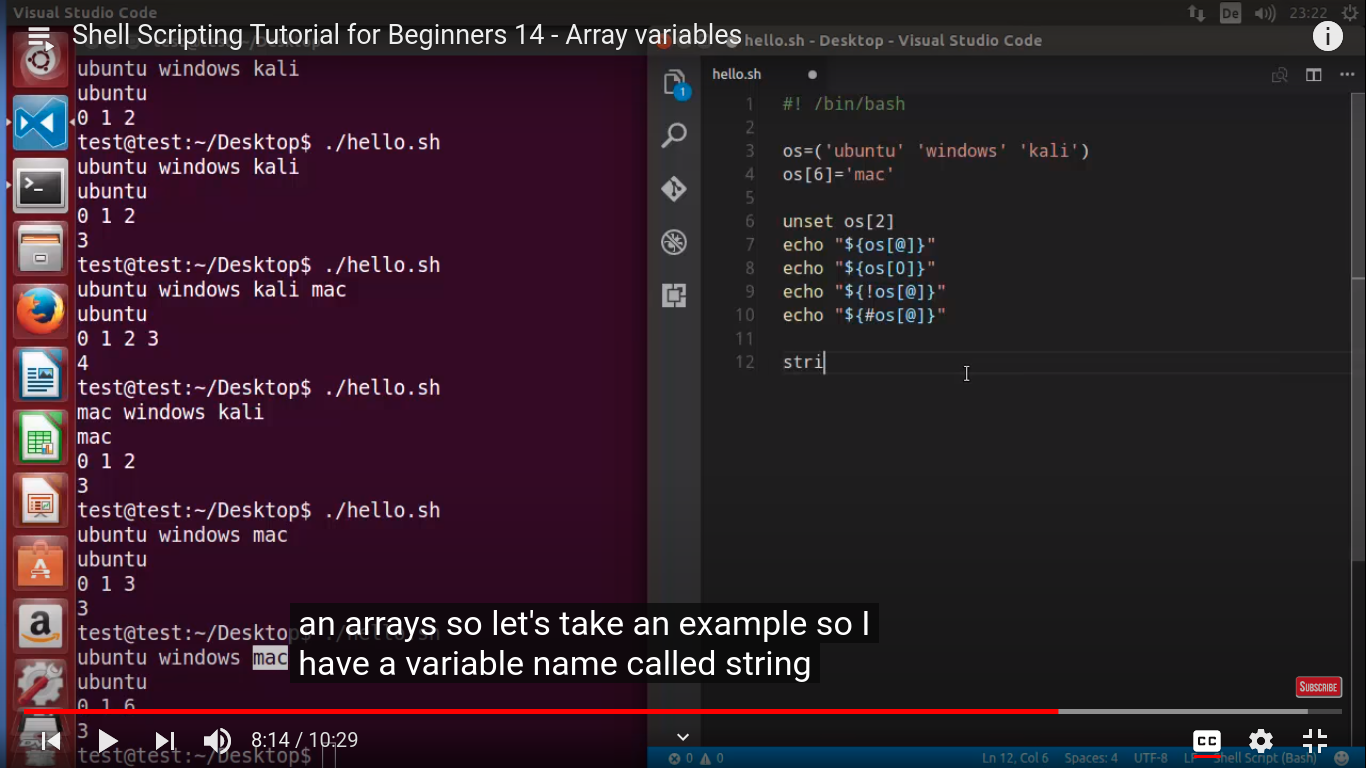 Visual Studio Code
De
23:22
Shell Scripting Tutorial for Beginners 14 - Array variables
hello.sh - Desktop - Visual Studio Code
ubuntu windows kali
ubuntu
0 1 2
test@test:~/Desktop$ ./hello.sh
ubuntu windows kali
ubuntu
0 1 2
3
test@test:~/Desktop$ ./hello.sh
ubuntu windows kali mac
ubuntu
0 1 2 3
4
test@test:~/Desktop$ ./hello.sh
mac windows kali
mac
0 1 2
3
test@test:~/Desktop$ ./hello.sh
ubuntu windows mac
ubuntu
0 1 3
3
test@test:~/Desktop$ ./hello.sh
ubuntu windows mac
ubuntu
0 1 6
3
test@test:~/Desktop$
1
hello.sh
1 #! /bin/bash
2
3 os=('ubuntu' 'windows' 'kali')
4 os[6]='mac'
5
6 unset os[2]
7 echo "${os[@]}"
8 echo "${os[0]}"
9 echo "${!os[@]}"
10 echo "${#os[@]}"
11
12 stri
an arrays so let's take an example so I
have a variable name called string
SUBSCRIBE
8:14 / 10:29
CC
0 0
Ln 12, Col 6 Spaces: 4 UTF-8 LF Shell Script (Bash)